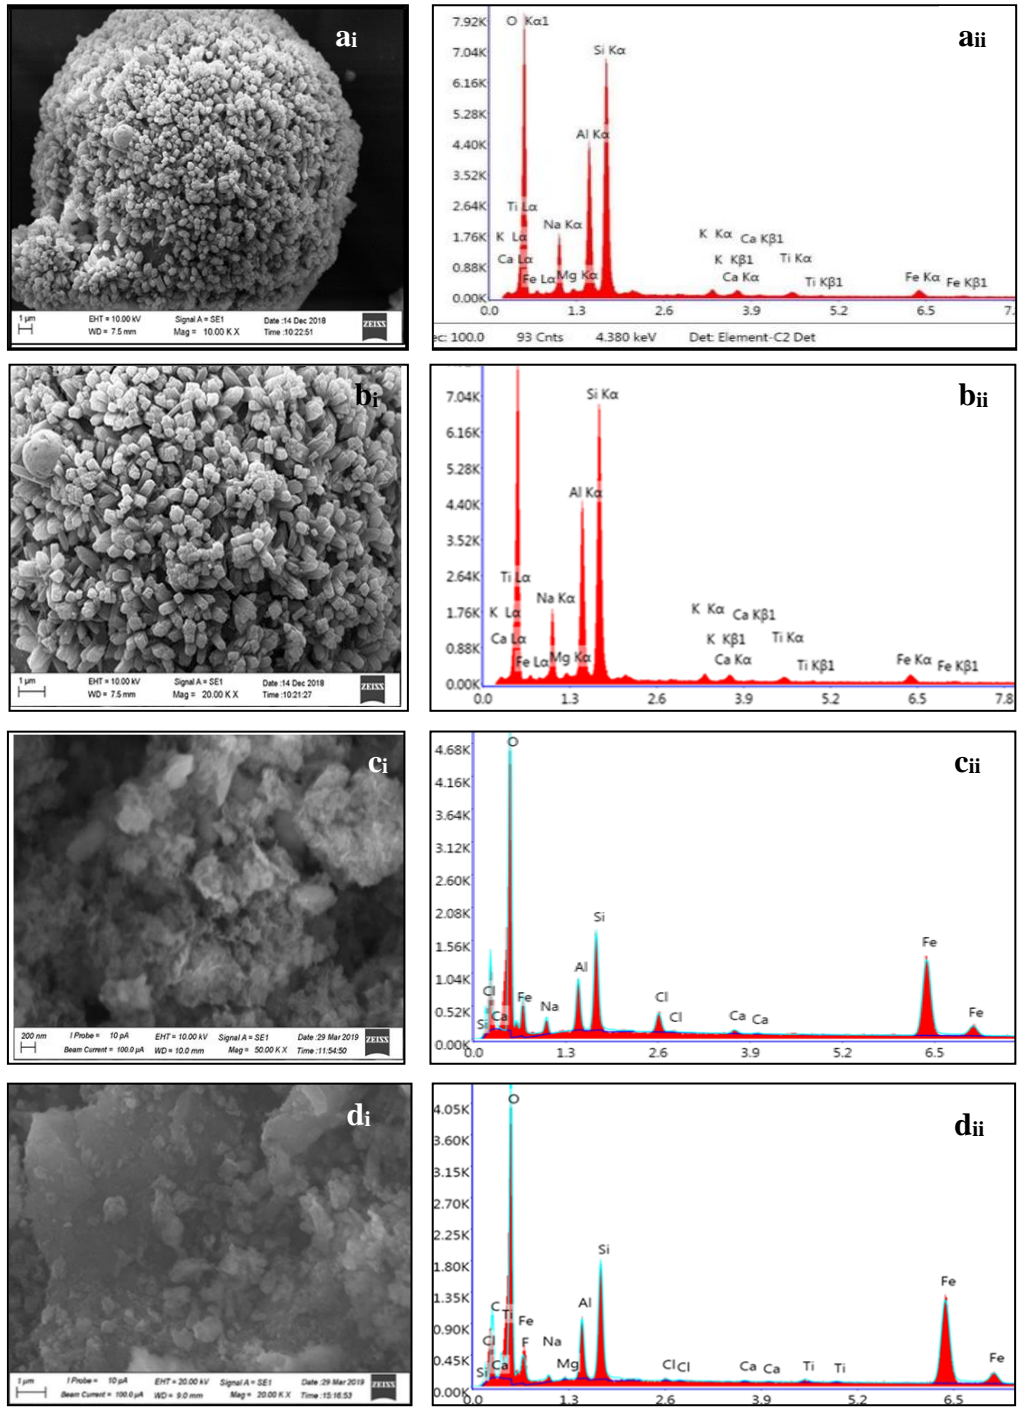 ai
1 µm
EHT = 10.00 kV Signal A = SE1 Date :14 Dec 2018
WD = 7.5 mm Mag = 10.00 K X Time :10:22:51
ZEISS
aii
7.92K
7.04K
6.16K
5.28K
4.40K
3.52K
2.64K
1.76K
0.88K
0.00K
O Kα1
Si Kα
Al Kα
Ti Lα
Na Kα
K Lα
Ca Lα
Fe Lα
Mg Kα
K Kα
Ca Kβ1
K Kβ1
Ti Kα
Ca Kα
Ti Kβ1
Fe Kα
Fe Kβ1
0.0 1.3 2.6 3.9 5.2 6.5 7.
ec: 100.0 93 Cnts 4.380 keV Det: Element-C2 Det
bi
1 µm
EHT = 10.00 kV Signal A = SE1 Date :14 Dec 2018
WD = 7.5 mm Mag = 20.00 K X Time :10:21:27
ZEISS
bii
7.04K
6.16K
5.28K
4.40K
3.52K
2.64K
1.76K
0.88K
0.00K
Si Kα
Al Kα
Ti Lα
Na Kα
K Lα
Ca Lα
Fe Lα
Mg Kα
K Kα
Ca Kβ1
K Kβ1
Ti Kα
Ca Kα
Ti Kβ1
Fe Kα
Fe Kβ1
0.0 1.3 2.6 3.9 5.2 6.5 7.8
ci
200 nm
I Probe = 10 pA EHT = 10.00 kV Signal A = SE1 Date :29 Mar 2019
Beam Current = 100.0 µA WD = 10.0 mm Mag = 50.00 K X Time :11:54:50
ZEISS
cii
4.68K
4.16K
3.64K
3.12K
2.60K
2.08K
1.56K
1.04K
0.52K
0.00K
O
Si
Al
Cl
Fe
Na
Ca
Si
Cl
Cl
Ca
Ca
Fe
Fe
0.0 1.3 2.6 3.9 5.2 6.5
di
1 µm
I Probe = 10 pA EHT = 20.00 kV Signal A = SE1 Date :29 Mar 2019
Beam Current = 100.0 µA WD = 9.0 mm Mag = 20.00 K X Time :15:16:53
ZEISS
dii
4.05K
3.60K
3.15K
2.70K
2.25K
1.80K
1.35K
0.90K
0.45K
0.00K
O
Si
Al
C
Ti
Fe
Cl
F
Na
Ca
Si
Mg
Cl
Cl
Ca
Ca
Ti
Ti
Fe
Fe
0.0 1.3 2.6 3.9 5.2 6.5